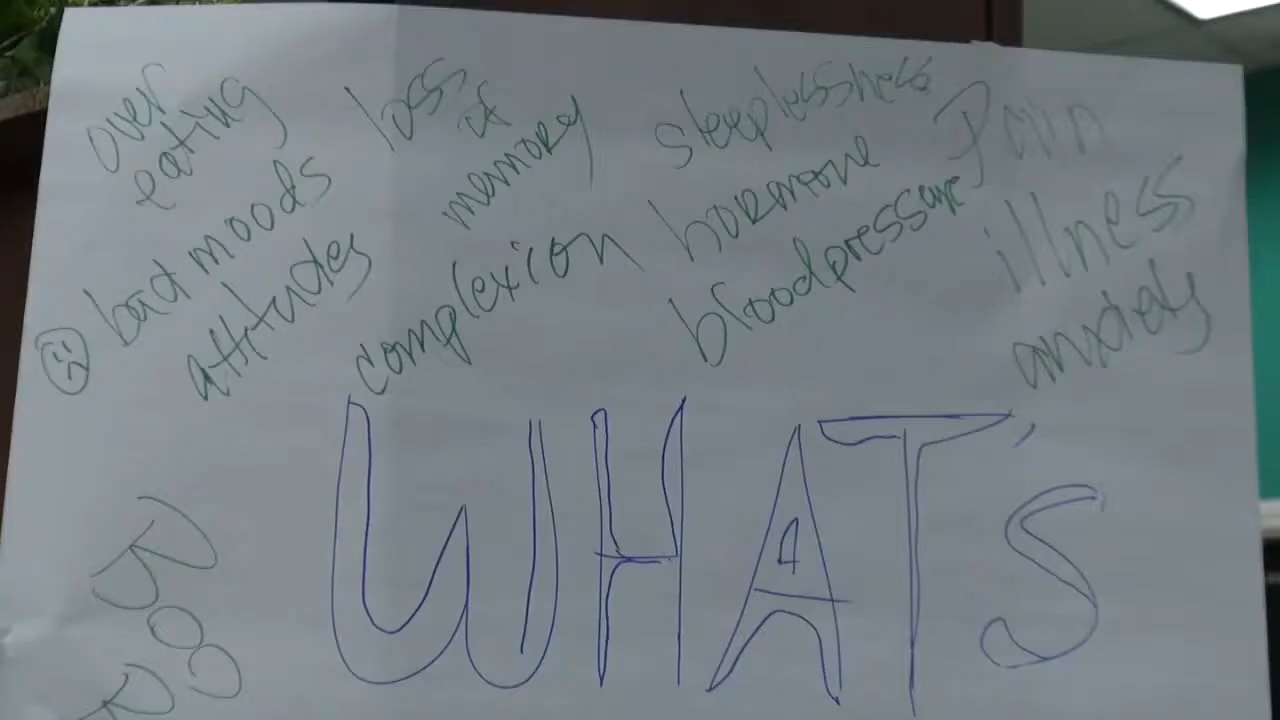 over
eating
loss
of
memory
sleeplessness
Pain
bad moods
attitudes
complexion
hormone
bloodpressure
illness
anxiety
WHAT'S